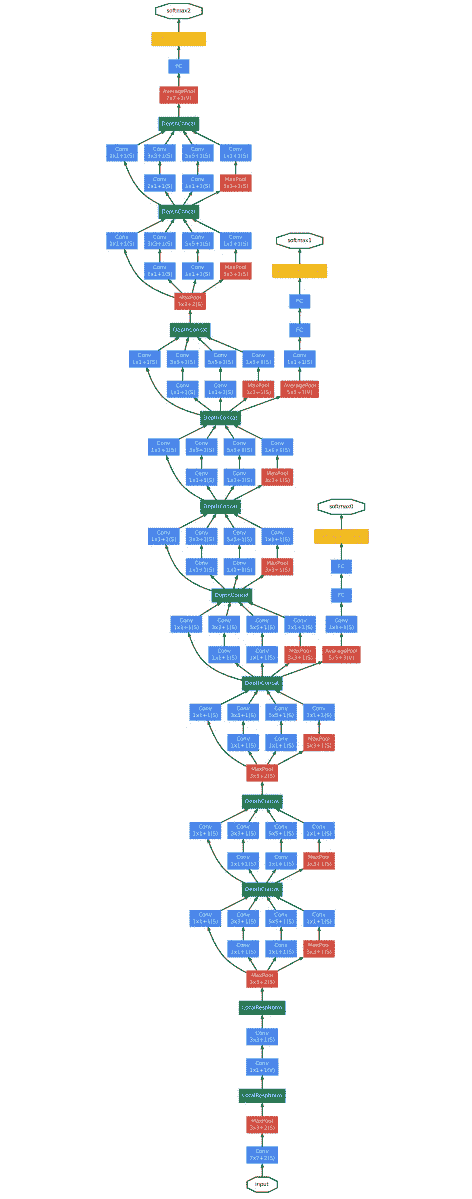 softmax2
FC
AveragePool
7x7+1(V)
DepthConcat
Conv
Conv
Conv
Conv
1x1+1(S)
3x3+1(S)
5x5+1(S)
1x1+1(S)
Conv
Conv
MaxPool
1x1+1(S)
1x1+1(S)
3x3+1(S)
DepthConcat
Conv
Conv
Conv
Conv
1x1+1(S)
3x3+1(S)
5x5+1(S)
1x1+1(S)
softmax1
Conv
Conv
MaxPool
1x1+1(S)
1x1+1(S)
3x3+1(S)
MaxPool
3x3+2(S)
FC
DepthConcat
FC
Conv
Conv
Conv
Conv
Conv
1x1+1(S)
3x3+1(S)
5x5+1(S)
1x1+1(S)
1x1+1(S)
Conv
Conv
MaxPool
AveragePool
1x1+1(S)
1x1+1(S)
3x3+1(S)
5x5+3(V)
DepthConcat
Conv
Conv
Conv
Conv
1x1+1(S)
3x3+1(S)
5x5+1(S)
1x1+1(S)
Conv
Conv
MaxPool
1x1+1(S)
1x1+1(S)
3x3+1(S)
DepthConcat
softmax0
Conv
Conv
Conv
Conv
1x1+1(S)
3x3+1(S)
5x5+1(S)
1x1+1(S)
Conv
Conv
MaxPool
FC
1x1+1(S)
1x1+1(S)
3x3+1(S)
DepthConcat
FC
Conv
Conv
Conv
Conv
Conv
1x1+1(S)
3x3+1(S)
5x5+1(S)
1x1+1(S)
1x1+1(S)
Conv
Conv
MaxPool
AveragePool
1x1+1(S)
1x1+1(S)
3x3+1(S)
5x5+3(V)
DepthConcat
Conv
Conv
Conv
Conv
1x1+1(S)
3x3+1(S)
5x5+1(S)
1x1+1(S)
Conv
Conv
MaxPool
1x1+1(S)
1x1+1(S)
3x3+1(S)
MaxPool
3x3+2(S)
DepthConcat
Conv
Conv
Conv
Conv
1x1+1(S)
3x3+1(S)
5x5+1(S)
1x1+1(S)
Conv
Conv
MaxPool
1x1+1(S)
1x1+1(S)
3x3+1(S)
DepthConcat
Conv
Conv
Conv
Conv
1x1+1(S)
3x3+1(S)
5x5+1(S)
1x1+1(S)
Conv
Conv
MaxPool
1x1+1(S)
1x1+1(S)
3x3+1(S)
MaxPool
3x3+2(S)
LocalRespNorm
Conv
3x3+1(S)
Conv
1x1+1(V)
LocalRespNorm
MaxPool
3x3+2(S)
Conv
7x7+2(S)
input